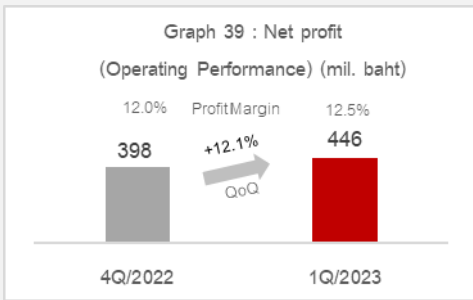 Graph 39 : Net profit
(Operating Performance) (mil. baht)
12.0% ProfitMargin 12.5%
398 +12.1% 446
QoQ
4Q/2022 1Q/2023